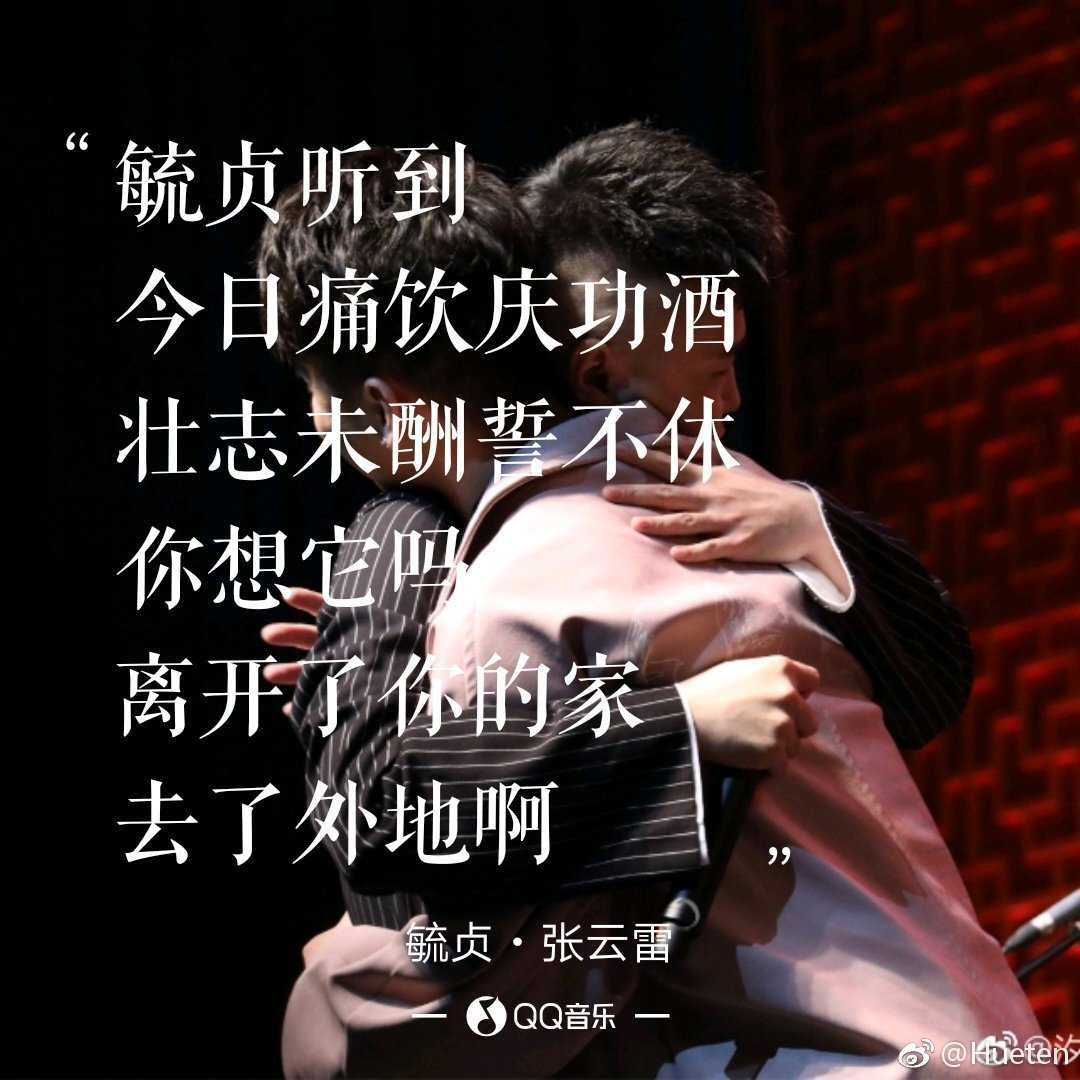 “毓贞听到
今日痛饮庆功酒
壮志未酬誓不休
你想它吗
离开了你的家
去了外地啊”
毓贞·张云雷
QQ音乐
@Hueten